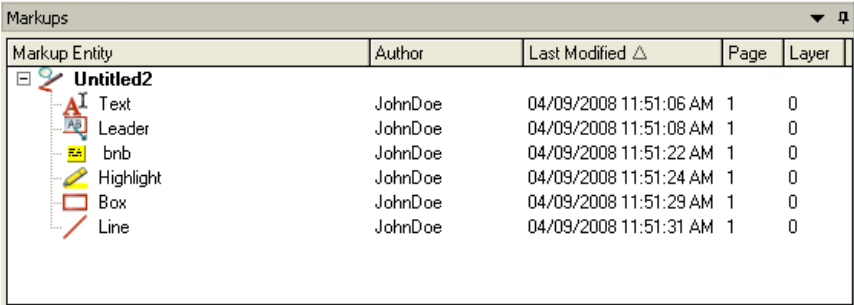 Markups
Markup Entity Author Last Modified △ Page Layer
Untitled2
Text JohnDoe 04/09/2008 11:51:06 AM 1 0
Leader JohnDoe 04/09/2008 11:51:08 AM 1 0
bnb JohnDoe 04/09/2008 11:51:22 AM 1 0
Highlight JohnDoe 04/09/2008 11:51:24 AM 1 0
Box JohnDoe 04/09/2008 11:51:29 AM 1 0
Line JohnDoe 04/09/2008 11:51:31 AM 1 0